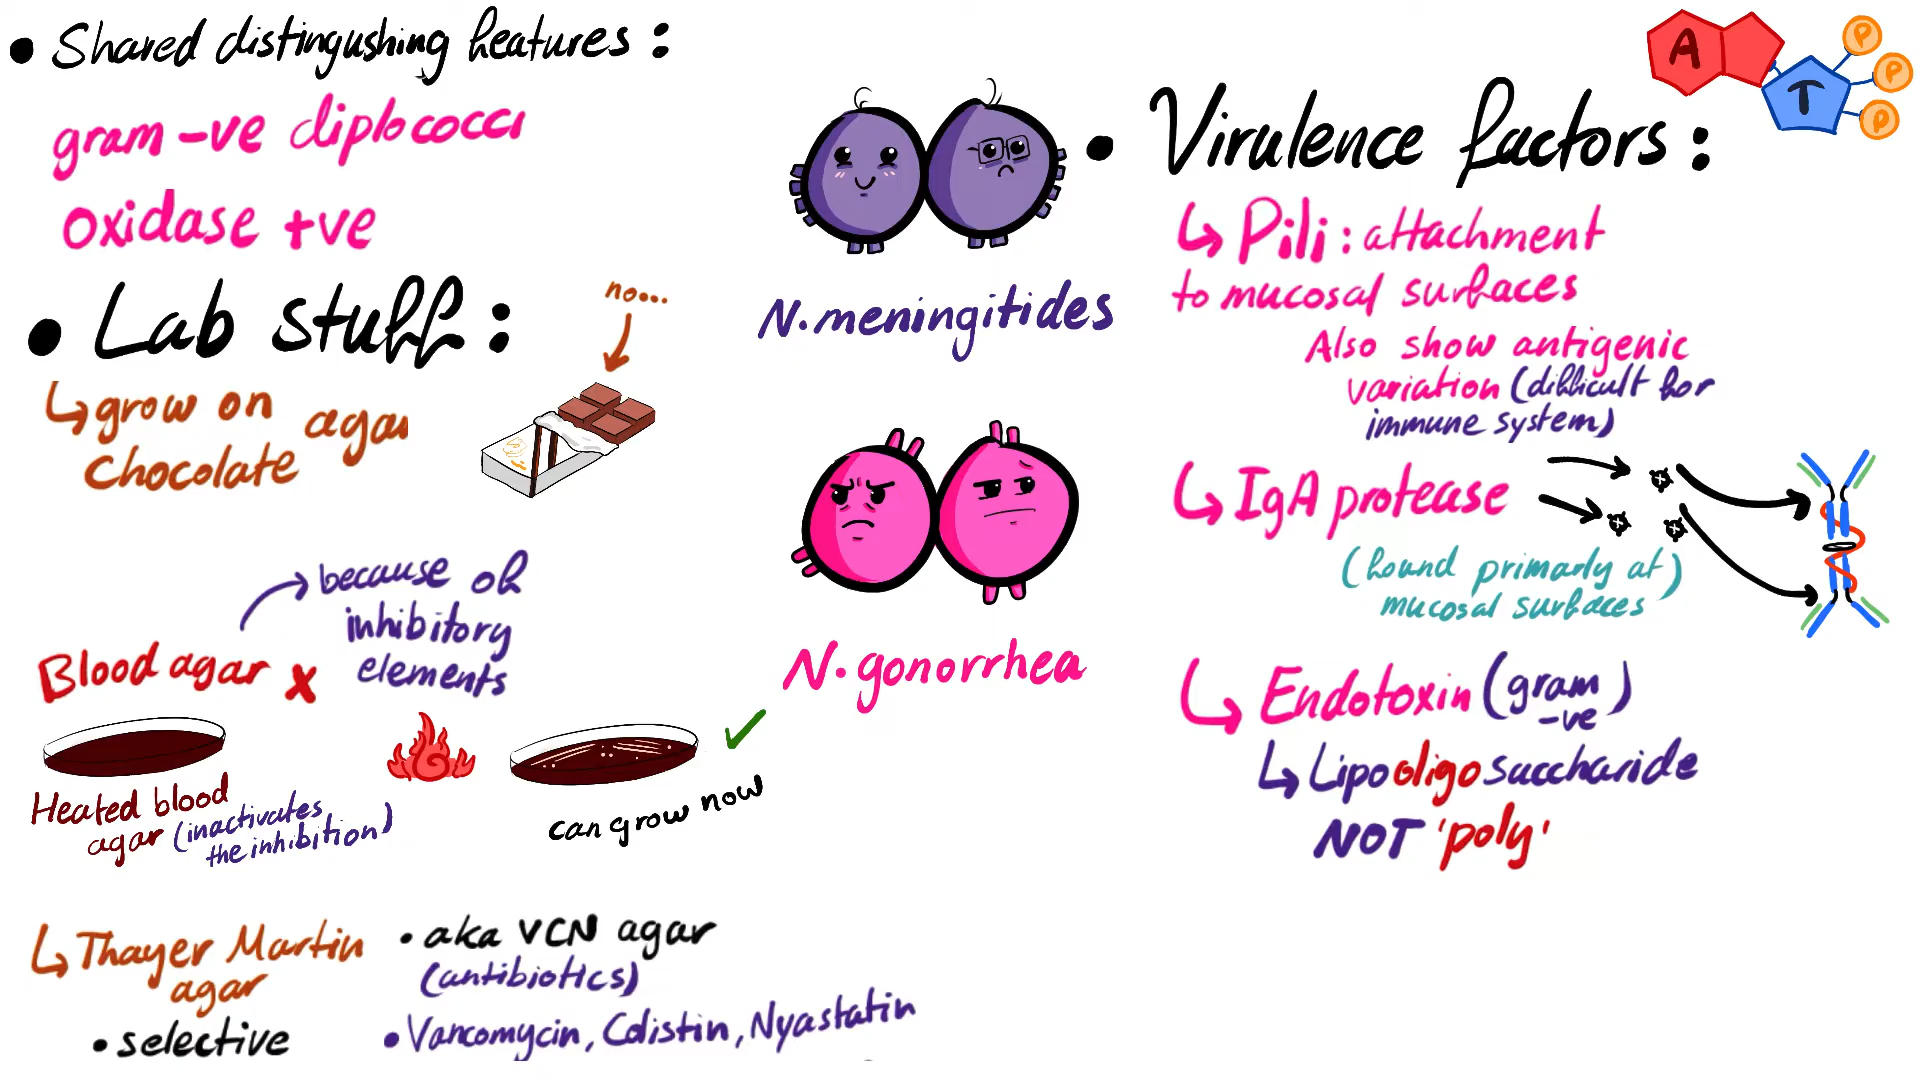 • Shared distingushing features :
gram -ve diplococci
oxidase +ve
• Lab stuff :
↳ grow on agar
chocolate
no...
→ because of
inhibitory
elements
Blood agar x
Heated blood
agar (inactivates
the inhibition)
can grow now
↳ Thayer Martin
agar
• selective
• aka VCN agar
(antibiotics)
• Vancomycin, Colistin, Nyastatin
N. meningitides
N. gonorrhea
A T P P P
• Virulence factors :
↳ Pili : attachment
to mucosal surfaces
Also show antigenic
variation (difficult for
immune system)
↳ IgA protease
(found primarly at)
mucosal surfaces
↳ Endotoxin (gram
-ve)
↳ Lipooligosaccharide
NOT 'poly'